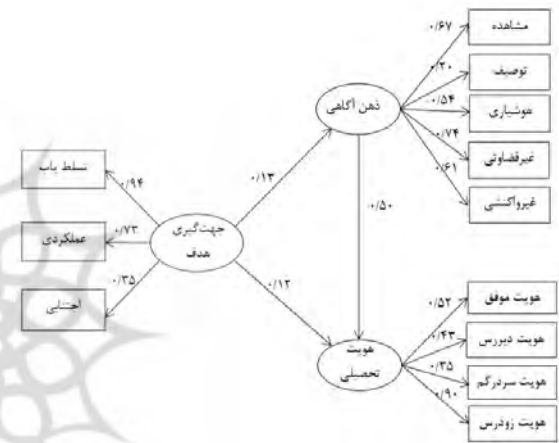 مشاهده
توصیف
هوشیاری
غیرقضاوتی
غیرواکنشی
۰/۶۷
۰/۲۰
۰/۵۴
۰/۷۴
۰/۶۱
ذهن آگاهی
۰/۱۳
۰/۵۰
تسلط یاب
عملکردی
اجتنابی
۰/۹۴
۰/۷۳
۰/۳۵
جهت‌گیری
هدف
۰/۱۲
هویت
تحصیلی
۰/۵۲
۰/۴۳
۰/۳۵
۰/۹۰
هویت موفق
هویت دیررس
هویت سردرگم
هویت زودرس